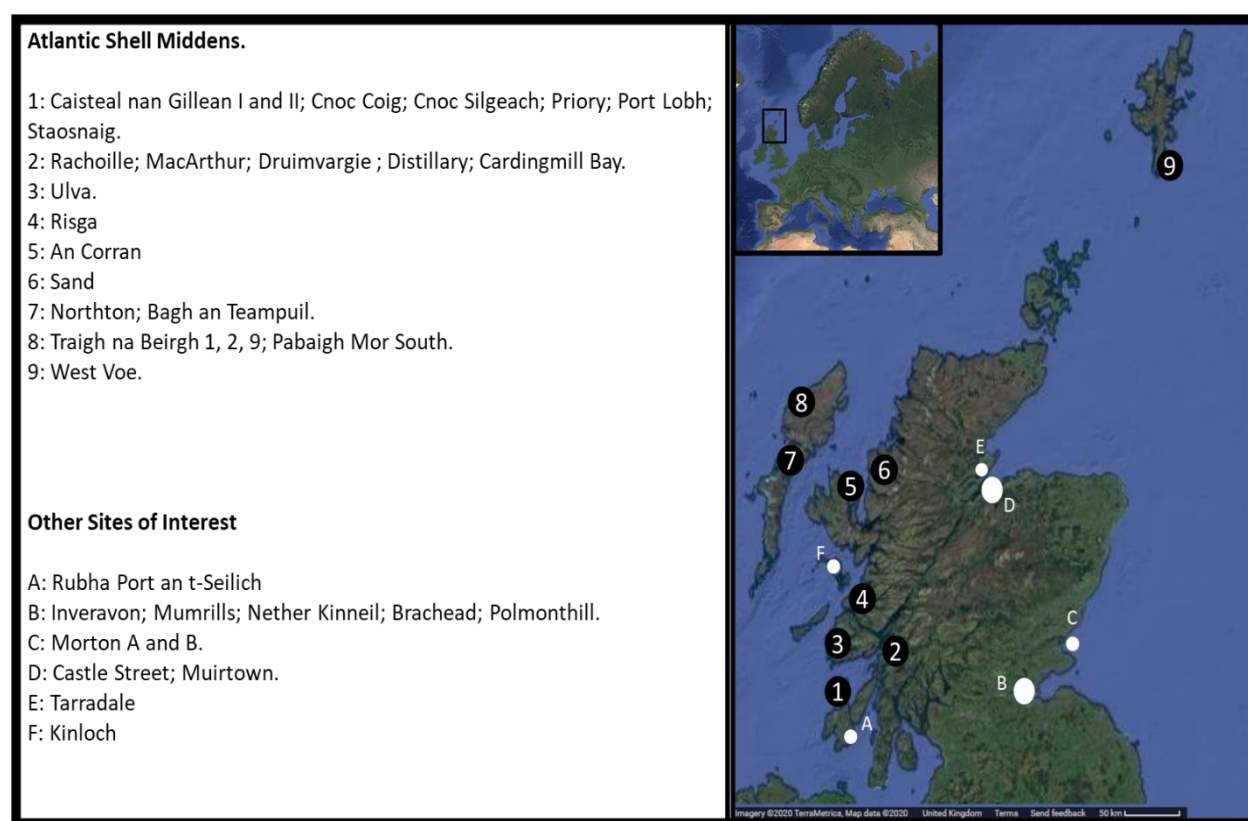 Atlantic Shell Middens.
1: Caisteal nan Gillean I and II; Cnoc Coig; Cnoc Silgeach; Priory; Port Lobh;
Staosnaig.
2: Rachoille; MacArthur; Druimvargie ; Distillary; Cardingmill Bay.
3: Ulva.
4: Risga
5: An Corran
6: Sand
7: Northton; Bagh an Teampuil.
8: Traigh na Beirgh 1, 2, 9; Pabaigh Mor South.
9: West Voe.
Other Sites of Interest
A: Rubha Port an t-Seilich
B: Inveravon; Mumrills; Nether Kinneil; Brachead; Polmonthill.
C: Morton A and B.
D: Castle Street; Muirtown.
E: Tarradale
F: Kinloch
9
8
7
6
5
E
D
F
4
3
2
C
1
B
A
Imagery ©2020 TerraMetrics, Map data ©2020 United Kingdom Terms Send feedback 50 km